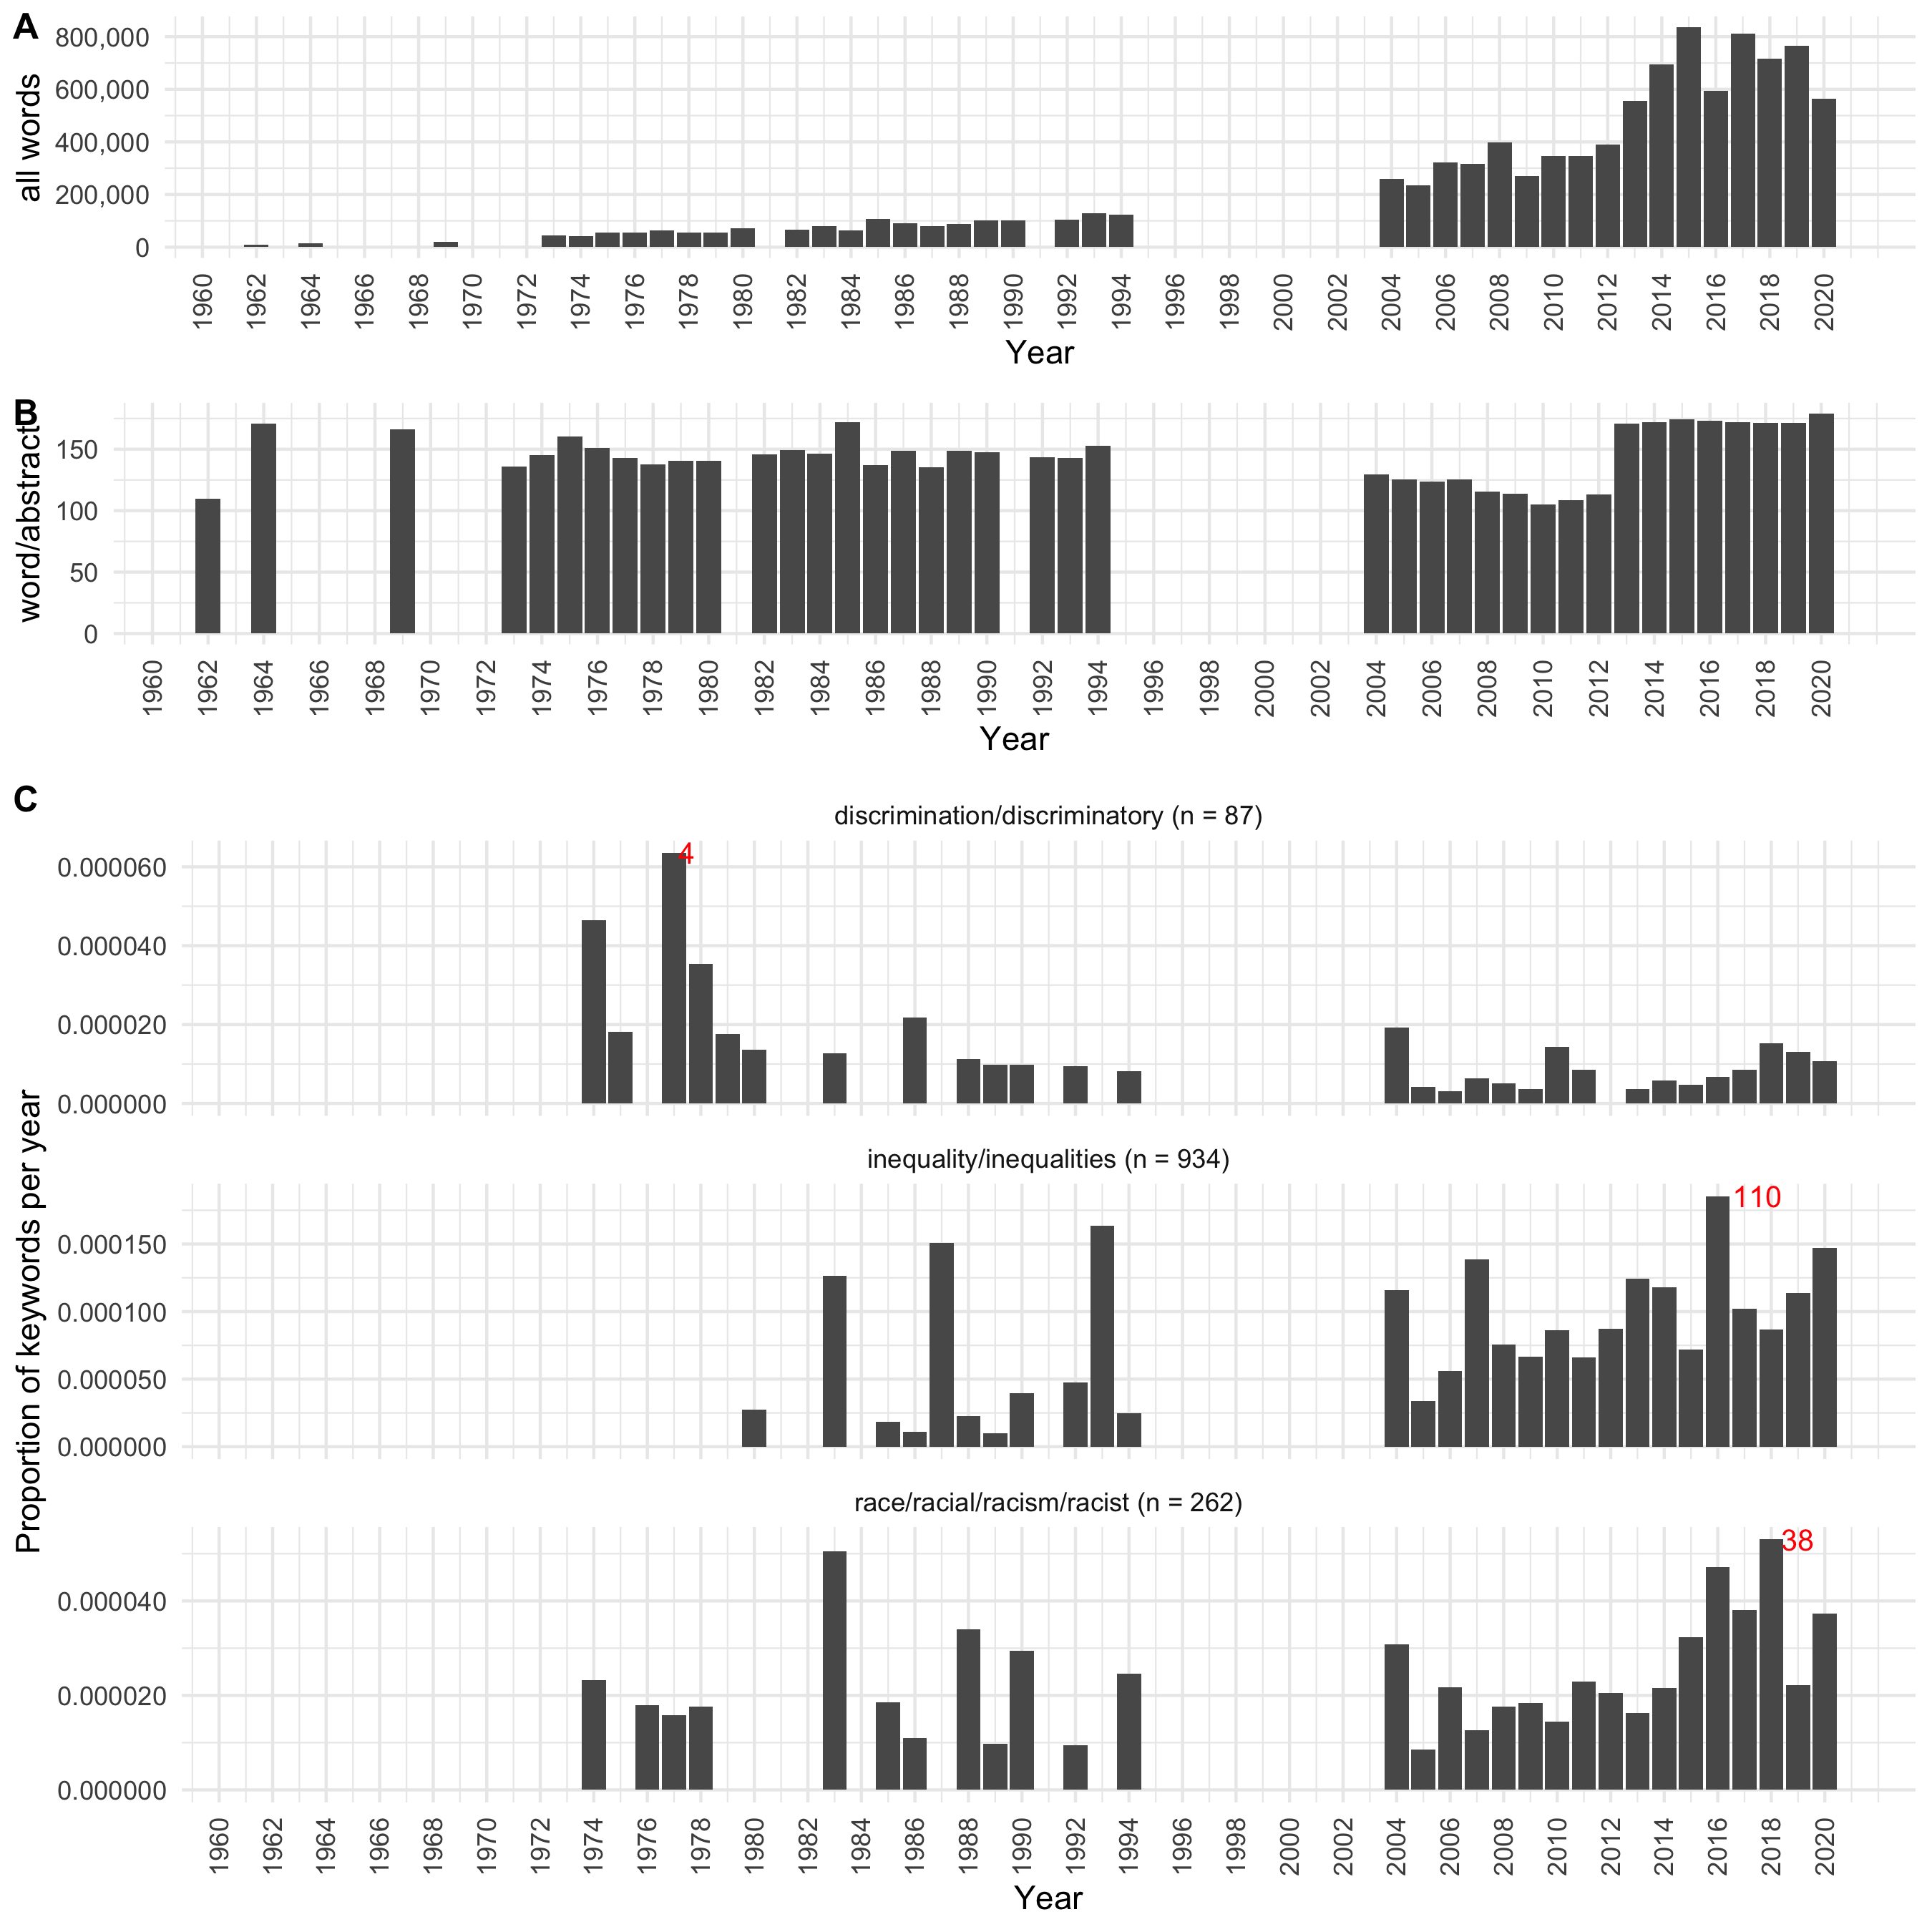 A
all words
800,000
600,000
400,000
200,000
0
1960 1962 1964 1966 1968 1970 1972 1974 1976 1978 1980 1982 1984 1986 1988 1990 1992 1994 1996 1998 2000 2002 2004 2006 2008 2010 2012 2014 2016 2018 2020
Year
B
word/abstract
150
100
50
0
1960 1962 1964 1966 1968 1970 1972 1974 1976 1978 1980 1982 1984 1986 1988 1990 1992 1994 1996 1998 2000 2002 2004 2006 2008 2010 2012 2014 2016 2018 2020
Year
C
Proportion of keywords per year
discrimination/discriminatory (n = 87)
4
0.000060
0.000040
0.000020
0.000000
inequality/inequalities (n = 934)
110
0.000150
0.000100
0.000050
0.000000
race/racial/racism/racist (n = 262)
38
0.000040
0.000020
0.000000
1960 1962 1964 1966 1968 1970 1972 1974 1976 1978 1980 1982 1984 1986 1988 1990 1992 1994 1996 1998 2000 2002 2004 2006 2008 2010 2012 2014 2016 2018 2020
Year